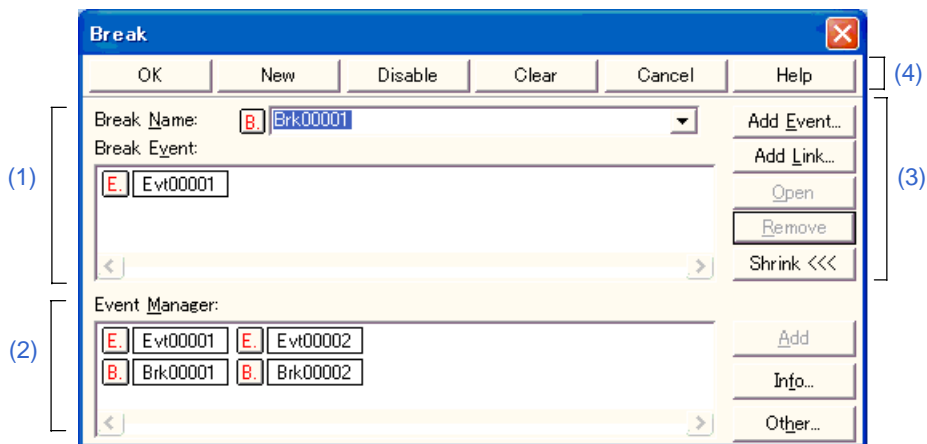 Break
OK New Disable Clear Cancel Help
(4)
Break Name: B. Brk00001
Add Event...
Break Event:
Add Link...
(1)
E. Evt00001
(3)
Open
Remove
Shrink <<<
Event Manager:
(2)
E. Evt00001 E. Evt00002
Add
B. Brk00001 B. Brk00002
Info...
Other...